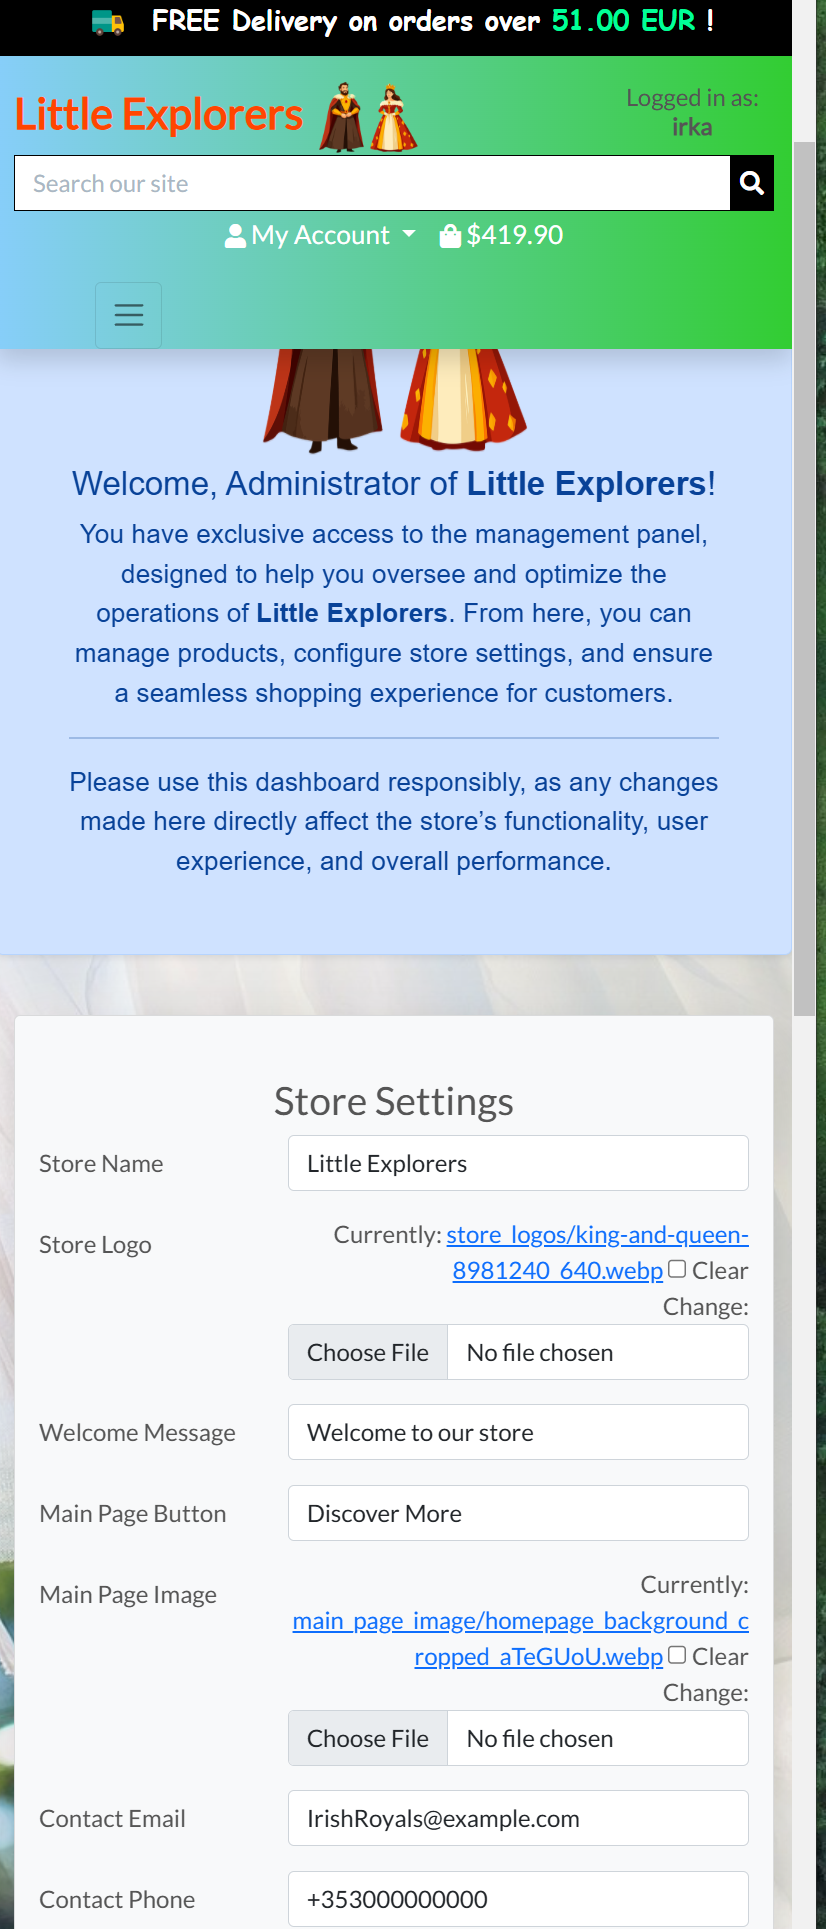 FREE Delivery on orders over 51.00 EUR !
Little Explorers
Logged in as:
irka
Search our site
My Account
$419.90
Welcome, Administrator of Little Explorers!
You have exclusive access to the management panel,
designed to help you oversee and optimize the
operations of Little Explorers. From here, you can
manage products, configure store settings, and ensure
a seamless shopping experience for customers.
Please use this dashboard responsibly, as any changes
made here directly affect the store’s functionality, user
experience, and overall performance.
Store Settings
Store Name
Little Explorers
Store Logo
Currently: store_logos/king-and-queen-
8981240_640.webp Clear
Change:
Choose File No file chosen
Welcome Message
Welcome to our store
Main Page Button
Discover More
Main Page Image
Currently:
main_page_image/homepage_background_c
ropped_aTeGUoU.webp Clear
Change:
Choose File No file chosen
Contact Email
IrishRoyals@example.com
Contact Phone
+353000000000